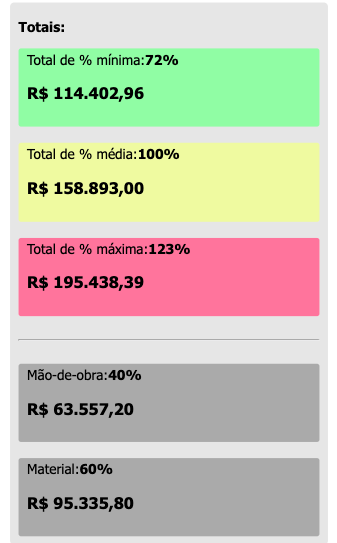 Totais:
Total de % mínima:72%
R$ 114.402,96
Total de % média:100%
R$ 158.893,00
Total de % máxima:123%
R$ 195.438,39
Mão-de-obra:40%
R$ 63.557,20
Material:60%
R$ 95.335,80